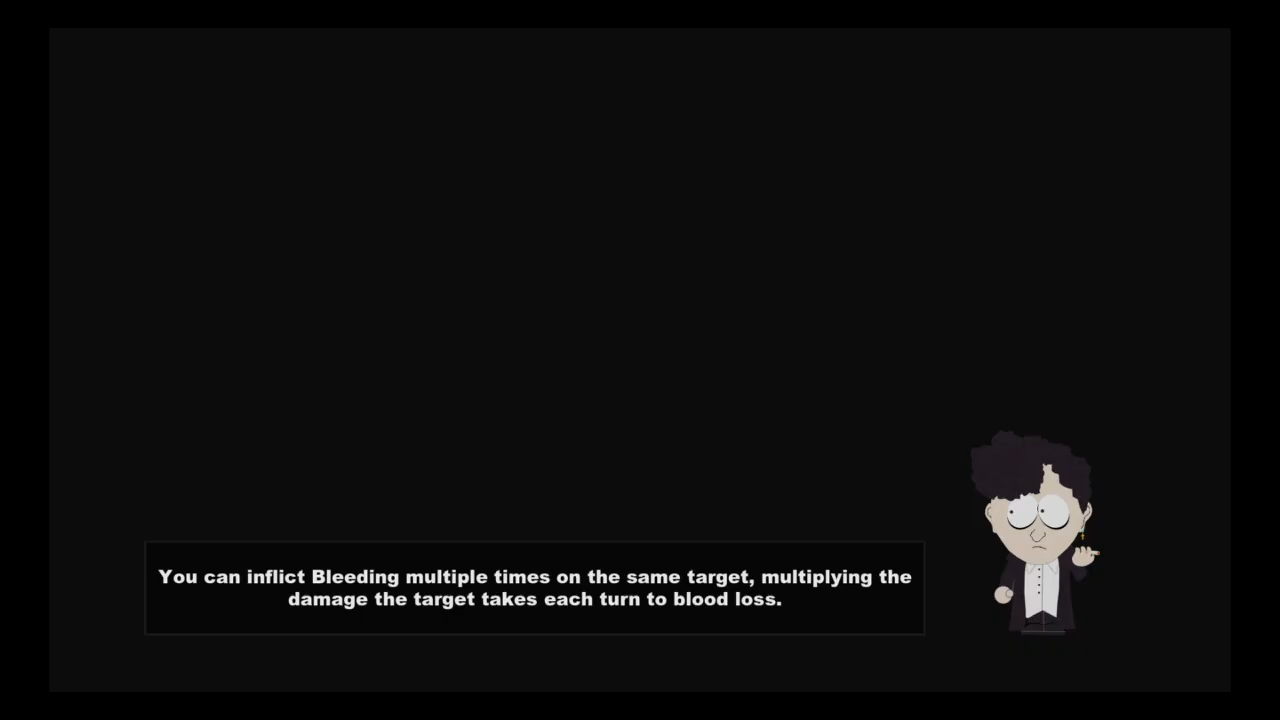 You can inflict Bleeding multiple times on the same target, multiplying the
damage the target takes each turn to blood loss.